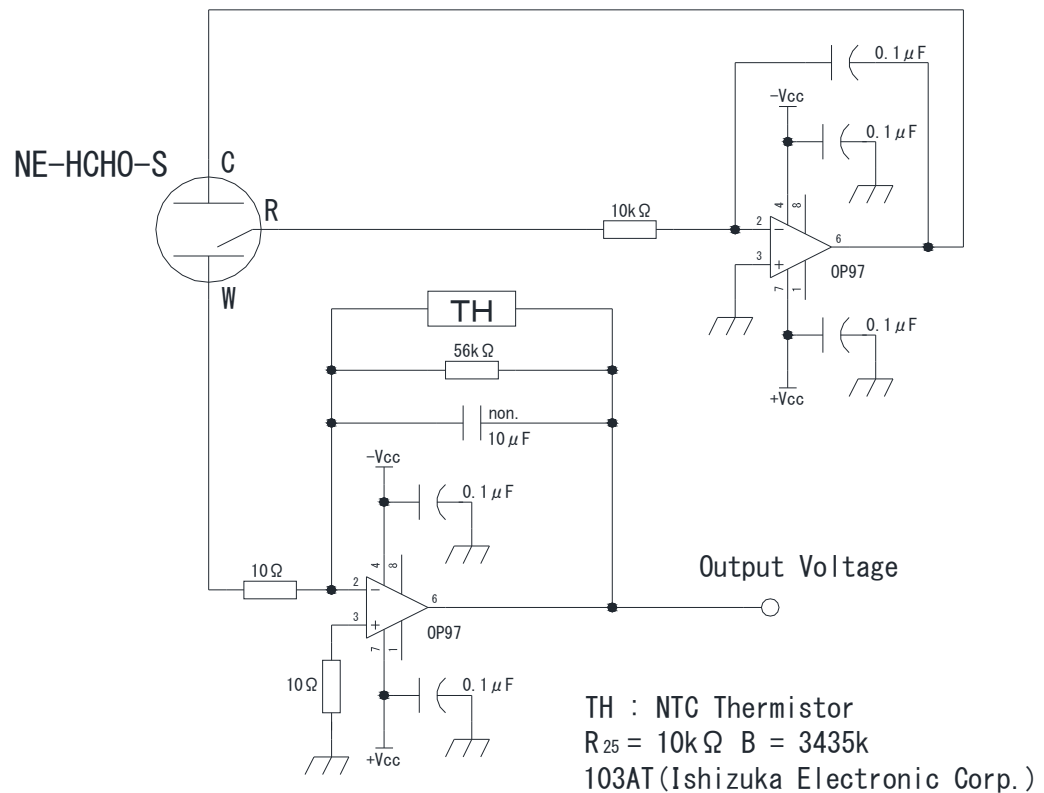 0.1μF
-Vcc
0.1μF
NE-HCHO-S
C
R
10kΩ
4
8
2
-
6
3
+
OP97
7
1
W
TH
0.1μF
+Vcc
56kΩ
non.
10μF
-Vcc
0.1μF
10Ω
4
8
2
-
6
3
+
OP97
7
1
10Ω
0.1μF
+Vcc
Output Voltage
TH : NTC Thermistor
R25 = 10kΩ B = 3435k
103AT(Ishizuka Electronic Corp.)